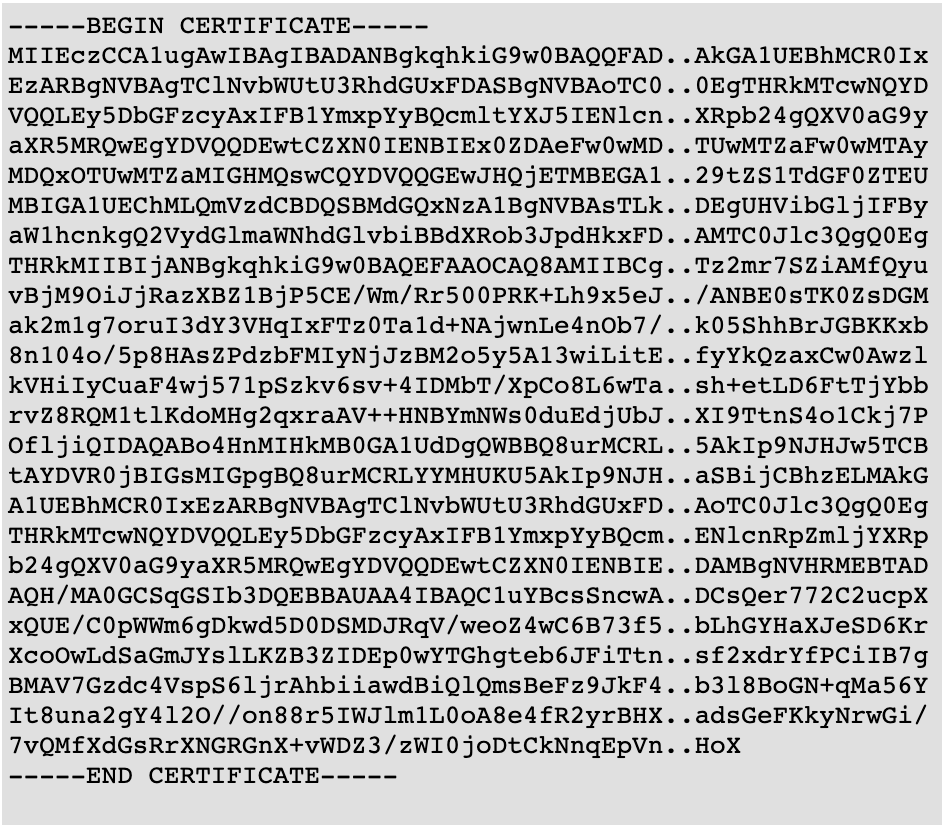 -----BEGIN CERTIFICATE-----
MIIEczCCA1ugAwIBAgIBADANBgkqhkiG9w0BAQQFAD..AkGA1UEBhMCR0Ix
EzARBgNVBAgTClNvbWUtU3RhdGUxFDASBgNVBAoTC0..0EgTHRkMTcwNQYD
VQQLEy5DbGFzcyAxIFB1YmxpYyBQcmltYXJ5IENlcn..XRpb24gQXV0aG9y
aXR5MRQwEgYDVQQDEwtCZXN0IENBIEx0ZDAeFw0wMD..TUwMTZaFw0wMTAy
MDQxOTUwMTZaMIGHMQswCQYDVQQGEwJHQjETMBEGA1..29tZS1TdGF0ZTEU
MBIGA1UEChMLQmVzdCBDQSBMdGQxNzA1BgNVBAsTLk..DEgUHVibGljIFBy
aW1hcnkgQ2VydGlmaWNhdGlvbiBBdXRob3JpdHkxFD..AMTC0Jlc3QgQ0Eg
THRkMIIBIjANBgkqhkiG9w0BAQEFAAOCAQ8AMIIBCg..Tz2mr7SZiAMfQyu
vBjM9OiJjRazXBZ1BjP5CE/Wm/Rr500PRK+Lh9x5eJ../ANBE0sTK0ZsDGM
ak2m1g7oruI3dY3VHqIxFTz0Ta1d+NAjwnLe4nOb7/..k05ShhBrJGBKKxb
8n104o/5p8HAsZPdzbFMIyNjJzBM2o5y5A13wiLitE..fyYkQzaxCw0Awzl
kVHiIyCuaF4wj571pSzkv6sv+4IDMbT/XpCo8L6wTa..sh+etLD6FtTjYbb
rvZ8RQM1tlKdoMHg2qxraAV++HNBYmNWs0duEdjUbJ..XI9TtnS4o1Ckj7P
OfljiQIDAQABo4HnMIHkMB0GA1UdDgQWBBQ8urMCRL..5AkIp9NJHJw5TCB
tAYDVR0jBIGsMIGpgBQ8urMCRLYYMHUKU5AkIp9NJH..aSBijCBhzELMAkG
A1UEBhMCR0IxEzARBgNVBAgTClNvbWUtU3RhdGUxFD..AoTC0Jlc3QgQ0Eg
THRkMTcwNQYDVQQLEy5DbGFzcyAxIFB1YmxpYyBQcm..ENlcnRpZmljYXRp
b24gQXV0aG9yaXR5MRQwEgYDVQQDEwtCZXN0IENBIE..DAMBgNVHRMEBTAD
AQH/MA0GCSqGSIb3DQEBBAUAA4IBAQC1uYBcsSncwA..DCsQer772C2ucpX
xQUE/C0pWWm6gDkwd5D0DSMDJRqV/weoZ4wC6B73f5..bLhGYHaXJeSD6Kr
XcoOwLdSaGmJYslLKZB3ZIDEp0wYTGhgteb6JFiTtn..sf2xdrYfPCiIB7g
BMAV7Gzdc4VspS6ljrAhbiiawdBiQlQmsBeFz9JkF4..b3l8BoGN+qMa56Y
It8una2gY4l2O//on88r5IWJlm1L0oA8e4fR2yrBHX..adsGeFKkyNrwGi/
7vQMfXdGsRrXNGRGnX+vWDZ3/zWI0joDtCkNnqEpVn..HoX
-----END CERTIFICATE-----